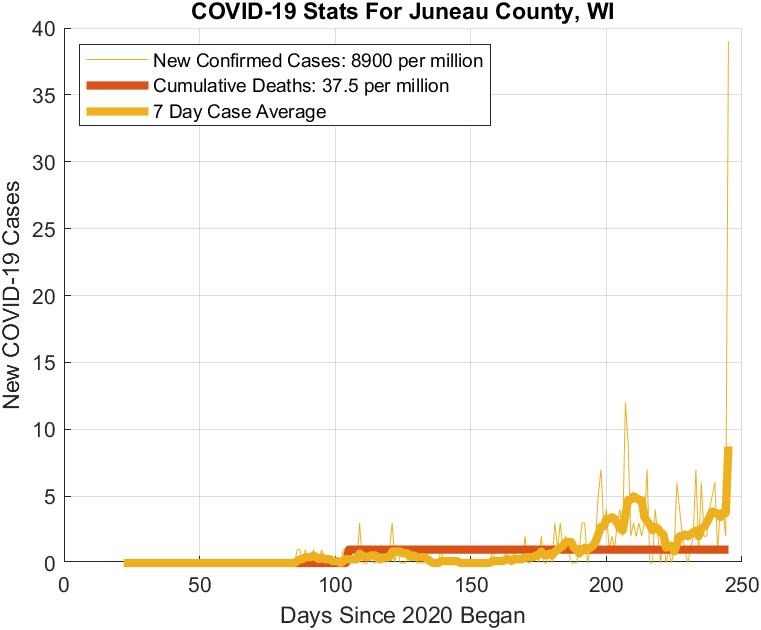 COVID-19 Stats For Juneau County, WI
New Confirmed Cases: 8900 per million
Cumulative Deaths: 37.5 per million
7 Day Case Average
New COVID-19 Cases
40
35
30
25
20
15
10
5
0
0 50 100 150 200 250
Days Since 2020 Began